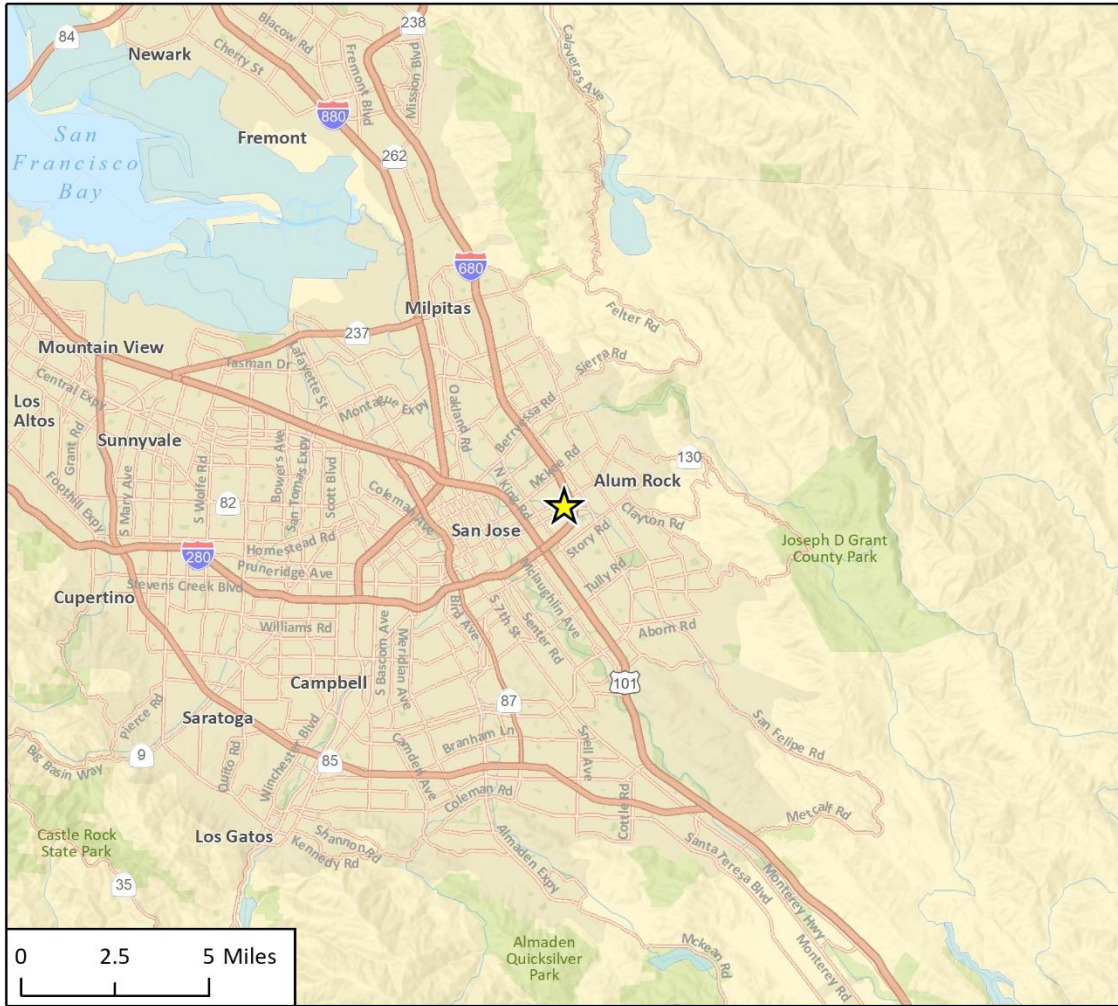 84
238
Newark
Blacow Rd
Cherry St
Fremont Blvd
Mission Blvd
Calaveras Ave
880
Fremont
262
San
Francisco
Bay
680
Milpitas
237
Felter Rd
Mountain View
Tasman Dr
Lafayette St
Sierra Rd
Central Expy
Montague Expy
Oakland Rd
Berryessa Rd
Los
Altos
Grant Rd
Sunnyvale
Mckee Rd
130
Alum Rock
Foothill Expy
S Mary Ave
S Wolfe Rd
Bowers Ave
San Tomas Expy
Scott Blvd
82
Coleman Ave
N King Rd
San Jose
Clayton Rd
Story Rd
Joseph D Grant
County Park
280
Homestead Rd
Pruneridge Ave
Stevens Creek Blvd
Tully Rd
Mclaughlin Ave
Cupertino
Bird Ave
S 7th St
Senter Rd
Williams Rd
S Bascom Ave
Meridian Ave
Aborn Rd
Campbell
101
87
Saratoga
Pierce Rd
9
Big Basin Way
Quito Rd
Winchester Blvd
85
Camden Ave
Branham Ln
Snell Ave
San Felipe Rd
Coleman Rd
Cottle Rd
Metcalf Rd
Castle Rock
State Park
Los Gatos
Shannon Rd
Kennedy Rd
35
Almaden Expy
Santa Teresa Blvd
Monterey Hwy
Almaden
Quicksilver
Park
Mckean Rd
Monterey Rd
0 2.5 5 Miles